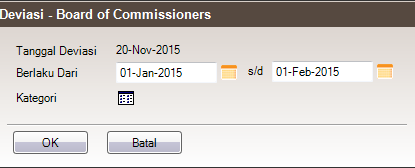 Deviasi - Board of Commissioners
Tanggal Deviasi 20-Nov-2015
Berlaku Dari 01-Jan-2015 s/d 01-Feb-2015
Kategori
OK Batal